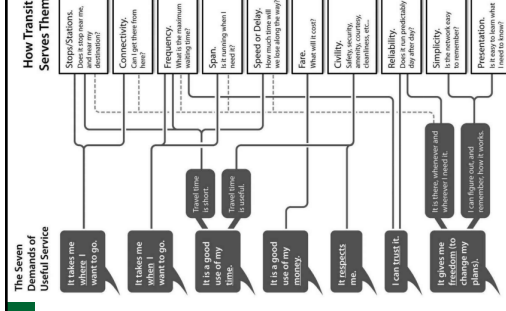 The Seven
Demands of
Useful Service
How Transit
Serves Them
It takes me
where I
want to go.
It takes me
when I
want to go.
It is a good
use of my
time.
It is a good
use of my
money.
It respects
me.
I can trust it.
It gives me
freedom (to
change my
plans).
Travel time
is short.
Travel time
is useful.
It is there, whenever and
wherever I need it.
I can figure out, and
remember, how it works.
Stops/Stations.
Does it stop near me,
and near my
destination?
Connectivity.
Can I get there from
here?
Frequency.
What is the maximum
waiting time?
Span.
Is it running when I
need it?
Speed or Delay.
How much time will
we lose along the way?
Fare.
What will it cost?
Civility.
Safety, security,
amenity, courtesy,
cleanliness, etc...
Reliability.
Does it run predictably
day after day?
Simplicity.
Is the network easy
to remember?
Presentation.
Is it easy to learn what
I need to know?